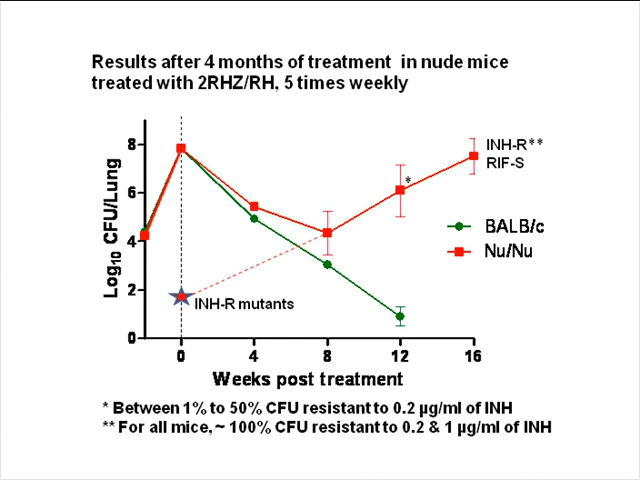 Results after 4 months of treatment in nude mice
treated with 2RHZ/RH, 5 times weekly
Log10 CFU/Lung
8
6
4
2
0
INH-R**
RIF-S
*
BALB/c
Nu/Nu
INH-R mutants
0 4 8 12 16
Weeks post treatment
* Between 1% to 50% CFU resistant to 0.2 µg/ml of INH
** For all mice, ~ 100% CFU resistant to 0.2 & 1 µg/ml of INH